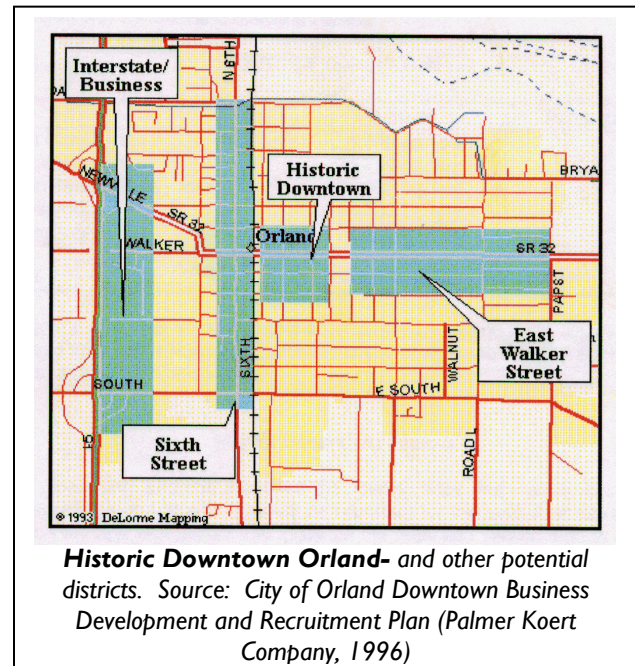 N 6TH
Interstate/
Business
NEWV LE
SR 32
WALKER
Historic
Downtown
Orland
BRYA
SR 32
PAPST
East
Walker
Street
WALNUT
SIXTH
SOUTH
E SOUTH
Sixth
Street
I5
ROAD L
© 1993 DeLorme Mapping
Historic Downtown Orland- and other potential
districts. Source: City of Orland Downtown Business
Development and Recruitment Plan (Palmer Koert
Company, 1996)